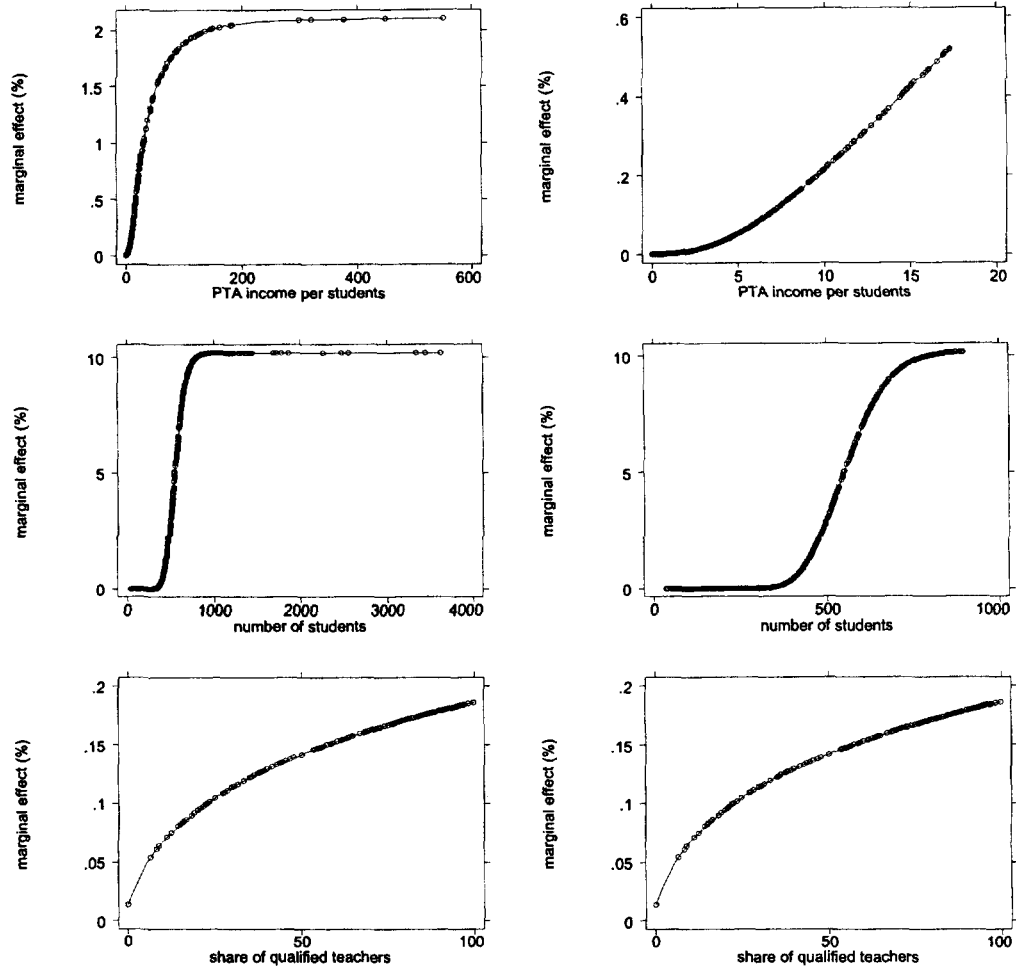 2
1.5
1
.5
0
marginal effect (%)
0 200 400 600
PTA income per students
.6
.4
.2
0
marginal effect (%)
0 5 10 15 20
PTA income per students
10
5
0
marginal effect (%)
0 1000 2000 3000 4000
number of students
10
5
0
marginal effect (%)
0 500 1000
number of students
.2
.15
.1
.05
0
marginal effect (%)
0 50 100
share of qualified teachers
.2
.15
.1
.05
0
marginal effect (%)
0 50 100
share of qualified teachers